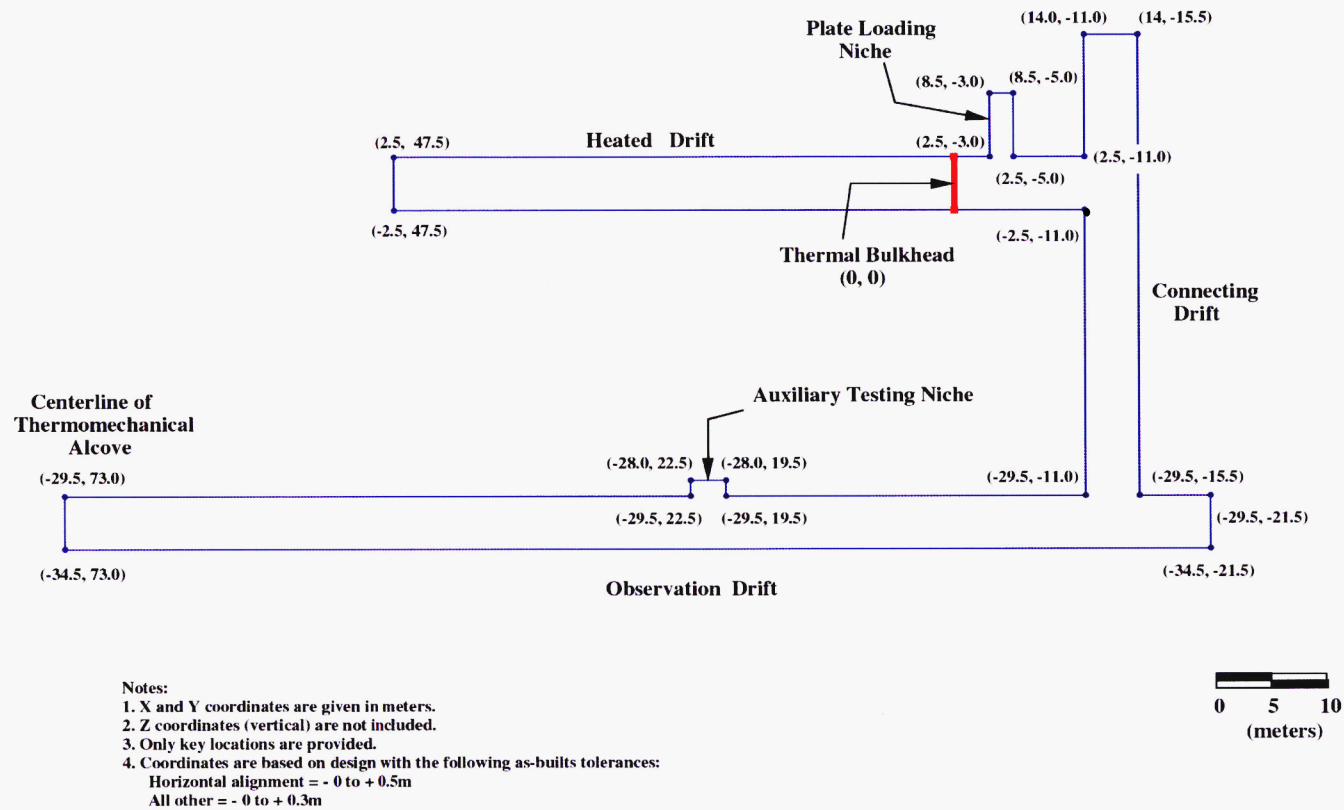 (14.0, -11.0)
(14, -15.5)
Plate Loading
Niche
(8.5, -3.0)
(8.5, -5.0)
(2.5, 47.5)
Heated Drift
(2.5, -3.0)
(2.5, -11.0)
(2.5, -5.0)
(-2.5, 47.5)
(-2.5, -11.0)
Thermal Bulkhead
(0, 0)
Connecting
Drift
Centerline of
Thermomechanical
Alcove
Auxiliary Testing Niche
(-29.5, 73.0)
(-28.0, 22.5)
(-28.0, 19.5)
(-29.5, -11.0)
(-29.5, -15.5)
(-29.5, 22.5)
(-29.5, 19.5)
(-29.5, -21.5)
(-34.5, 73.0)
(-34.5, -21.5)
Observation Drift
Notes:
1. X and Y coordinates are given in meters.
2. Z coordinates (vertical) are not included.
3. Only key locations are provided.
4. Coordinates are based on design with the following as-builts tolerances:
Horizontal alignment = - 0 to + 0.5m
All other = - 0 to + 0.3m
0 5 10
(meters)